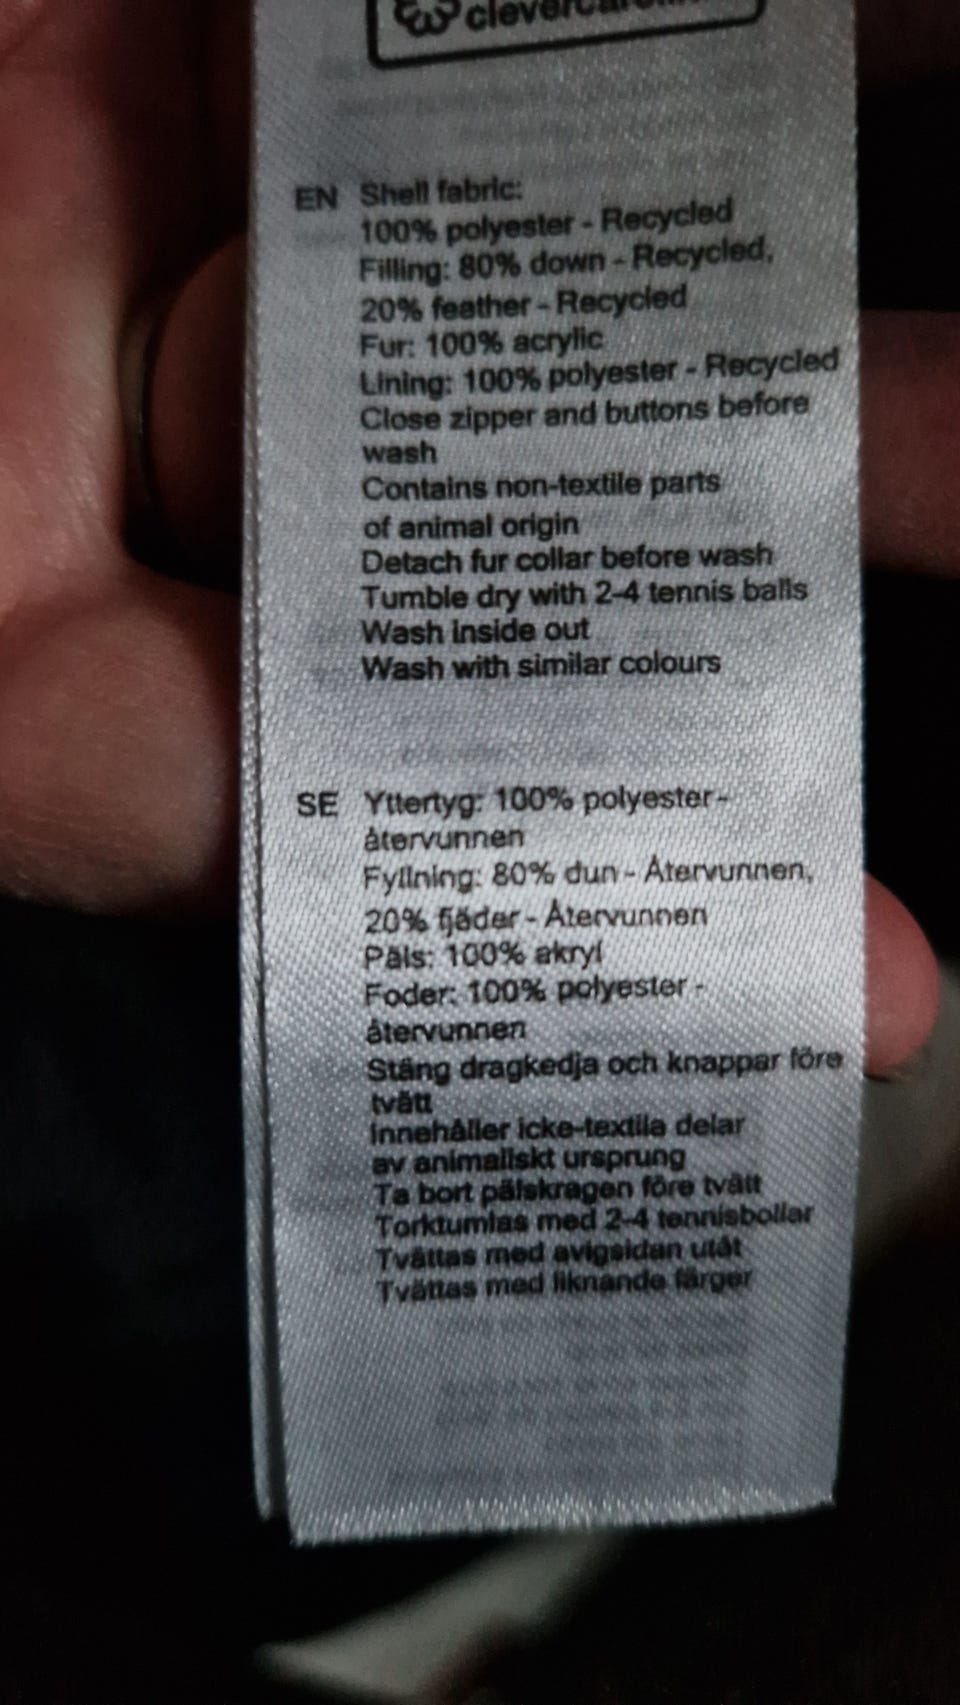 EN Shell fabric:
100% polyester - Recycled
Filling: 80% down - Recycled,
20% feather - Recycled
Fur: 100% acrylic
Lining: 100% polyester - Recycled
Close zipper and buttons before
wash
Contains non-textile parts
of animal origin
Detach fur collar before wash
Tumble dry with 2-4 tennis balls
Wash inside out
Wash with similar colours
SE Yttertyg: 100% polyester -
återvunnen
Fyllning: 80% dun - Återvunnen,
20% fjäder - Återvunnen
Päls: 100% akryl
Foder: 100% polyester -
återvunnen
Stäng dragkedja och knappar före
tvätt
Innehåller icke-textila delar
av animaliskt ursprung
Ta bort pälskragen före tvätt
Torktumlas med 2-4 tennisbollar
Tvättas med avigsidan utåt
Tvättas med liknande färger